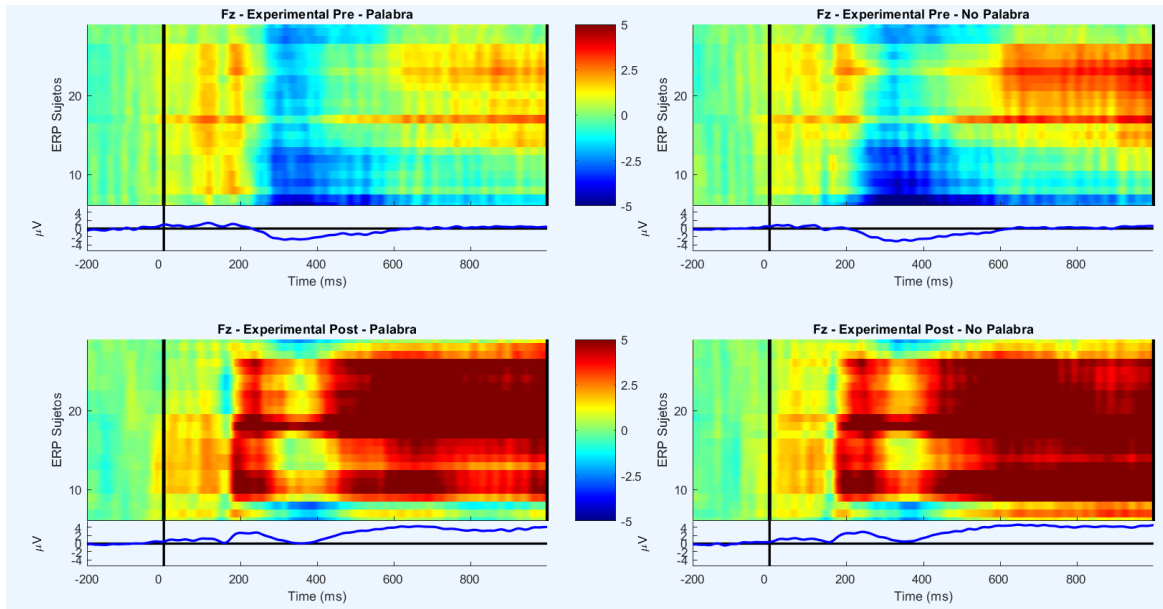 Fz - Experimental Pre - Palabra
ERP Sujetos
20
10
μV
4
2
0
-2
-4
-200 0 200 400 600 800
Time (ms)
5
2.5
0
-2.5
-5
Fz - Experimental Pre - No Palabra
ERP Sujetos
20
10
μV
4
2
0
-2
-4
-200 0 200 400 600 800
Time (ms)
Fz - Experimental Post - Palabra
ERP Sujetos
20
10
μV
4
2
0
-2
-4
-200 0 200 400 600 800
Time (ms)
5
2.5
0
-2.5
-5
Fz - Experimental Post - No Palabra
ERP Sujetos
20
10
μV
4
2
0
-2
-4
-200 0 200 400 600 800
Time (ms)